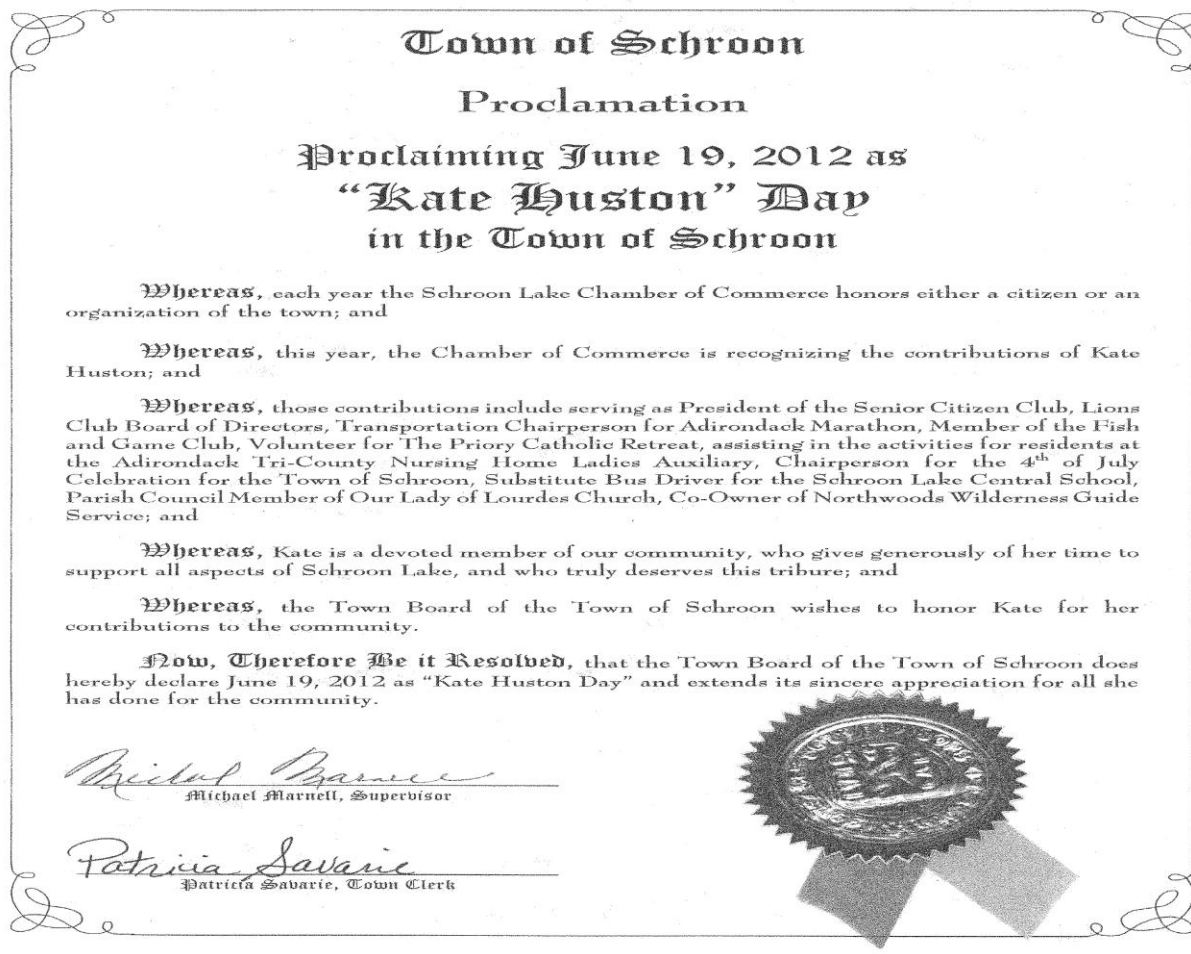 Town of Schroon
Proclamation
Proclaiming June 19, 2012 as
“Kate Huston” Day
in the Town of Schroon
Whereas, each year the Schroon Lake Chamber of Commerce honors either a citizen or an
organization of the town; and
Whereas, this year, the Chamber of Commerce is recognizing the contributions of Kate
Huston; and
Whereas, those contributions include serving as President of the Senior Citizen Club, Lions
Club Board of Directors, Transportation Chairperson for Adirondack Marathon, Member of the Fish
and Game Club, Volunteer for The Priory Catholic Retreat, assisting in the activities for residents at
the Adirondack Tri-County Nursing Home Ladies Auxiliary, Chairperson for the 4th of July
Celebration for the Town of Schroon, Substitute Bus Driver for the Schroon Lake Central School,
Parish Council Member of Our Lady of Lourdes Church, Co-Owner of Northwoods Wilderness Guide
Service; and
Whereas, Kate is a devoted member of our community, who gives generously of her time to
support all aspects of Schroon Lake, and who truly deserves this tribure; and
Whereas, the Town Board of the Town of Schroon wishes to honor Kate for her
contributions to the community.
Now, Therefore Be it Resolved, that the Town Board of the Town of Schroon does
hereby declare June 19, 2012 as “Kate Huston Day” and extends its sincere appreciation for all she
has done for the community.
Michael Marnell
Michael Marnell, Supervisor
Patricia Savarie
Patricia Savarie, Town Clerk